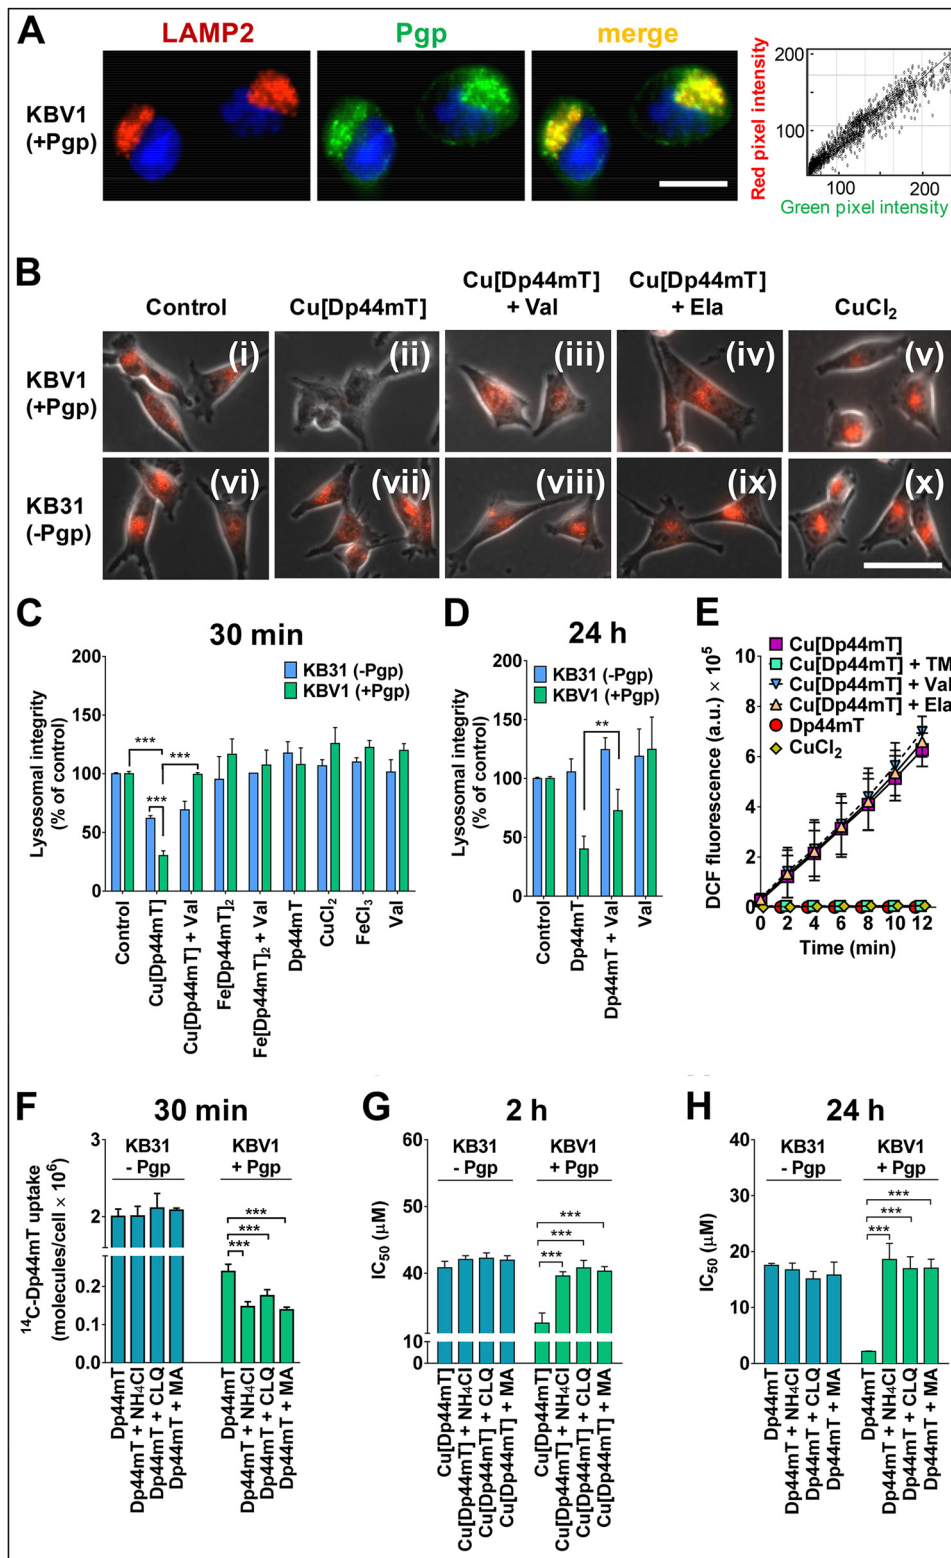 A
LAMP2
Pgp
merge
KBV1
(+Pgp)
Red pixel intensity
200
100
100
200
Green pixel intensity
B
Control
Cu[Dp44mT]
Cu[Dp44mT]
+ Val
Cu[Dp44mT]
+ Ela
CuCl₂
KBV1
(+Pgp)
(i)
(ii)
(iii)
(iv)
(v)
KB31
(-Pgp)
(vi)
(vii)
(viii)
(ix)
(x)
C
30 min
KB31 (-Pgp)
KBV1 (+Pgp)
Lysosomal integrity
(% of control)
200
150
100
50
0
***
***
***
Control
Cu[Dp44mT]
Cu[Dp44mT] + Val
Fe[Dp44mT]₂
Fe[Dp44mT]₂ + Val
Dp44mT
CuCl₂
FeCl₃
Val
D
24 h
KB31 (-Pgp)
KBV1 (+Pgp)
Lysosomal integrity
(% of control)
200
150
100
50
0
**
Control
Dp44mT
Dp44mT + Val
Val
E
Cu[Dp44mT]
Cu[Dp44mT] + TM
Cu[Dp44mT] + Val
Cu[Dp44mT] + Ela
Dp44mT
CuCl₂
DCF fluorescence (a.u.) × 10⁵
10
8
6
4
2
0
0 2 4 6 8 10 12
Time (min)
F
30 min
KB31
- Pgp
KBV1
+ Pgp
¹⁴C-Dp44mT uptake
(molecules/cell × 10⁶)
3
2
0.2
0.1
0.0
***
***
***
Dp44mT
Dp44mT + NH₄Cl
Dp44mT + CLQ
Dp44mT + MA
Dp44mT
Dp44mT + NH₄Cl
Dp44mT + CLQ
Dp44mT + MA
G
2 h
KB31
- Pgp
KBV1
+ Pgp
IC₅₀ (µM)
60
40
10
0
***
***
***
Cu[Dp44mT]
Cu[Dp44mT] + NH₄Cl
Cu[Dp44mT] + CLQ
Cu[Dp44mT] + MA
Cu[Dp44mT]
Cu[Dp44mT] + NH₄Cl
Cu[Dp44mT] + CLQ
Cu[Dp44mT] + MA
H
24 h
KB31
- Pgp
KBV1
+ Pgp
IC₅₀ (µM)
40
30
20
10
0
***
***
***
Dp44mT
Dp44mT + NH₄Cl
Dp44mT + CLQ
Dp44mT + MA
Dp44mT
Dp44mT + NH₄Cl
Dp44mT + CLQ
Dp44mT + MA